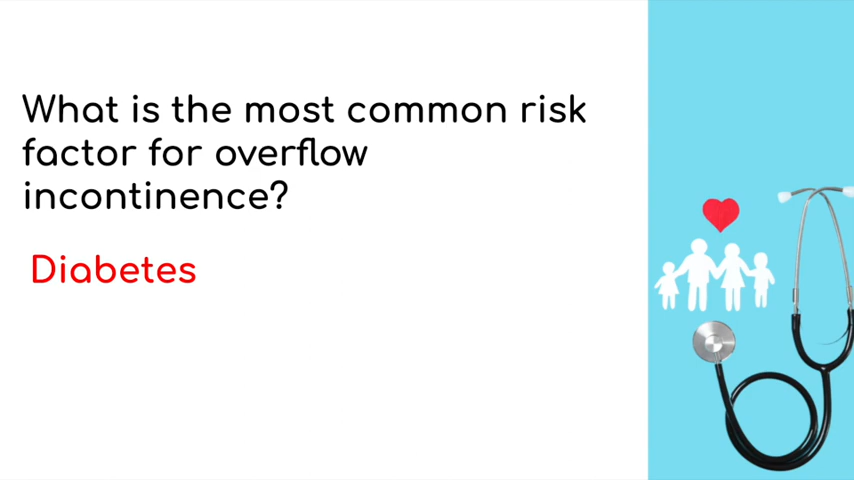 What is the most common risk
factor for overflow
incontinence?
Diabetes